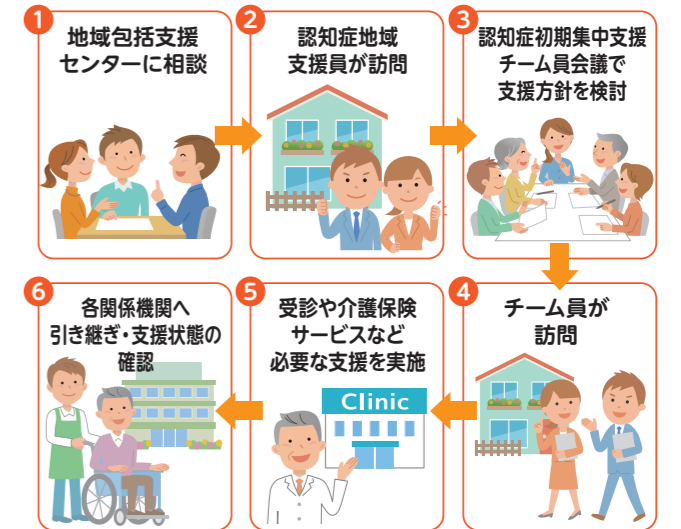 1
地域包括支援
センターに相談
2
認知症地域
支援員が訪問
3
認知症初期集中支援
チーム員会議で
支援方針を検討
4
チーム員が
訪問
5
受診や介護保険
サービスなど
必要な支援を実施
Clinic
6
各関係機関へ
引き継ぎ・支援状態の
確認